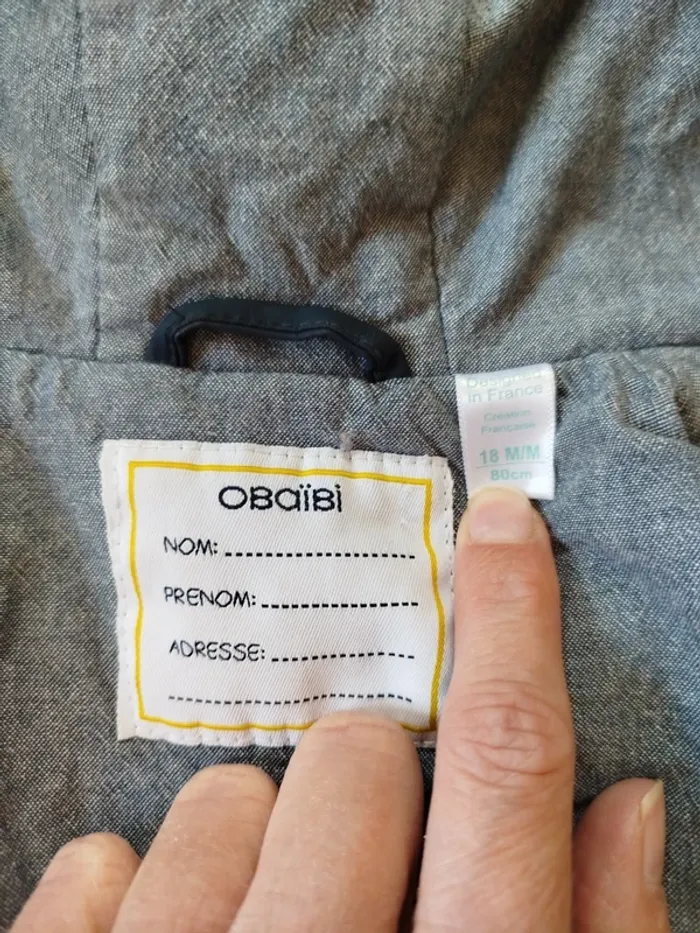 Designed
in France
Création
Française
18 M/M
80cm
OBaïBi
NOM:
PRENOM:
ADRESSE: